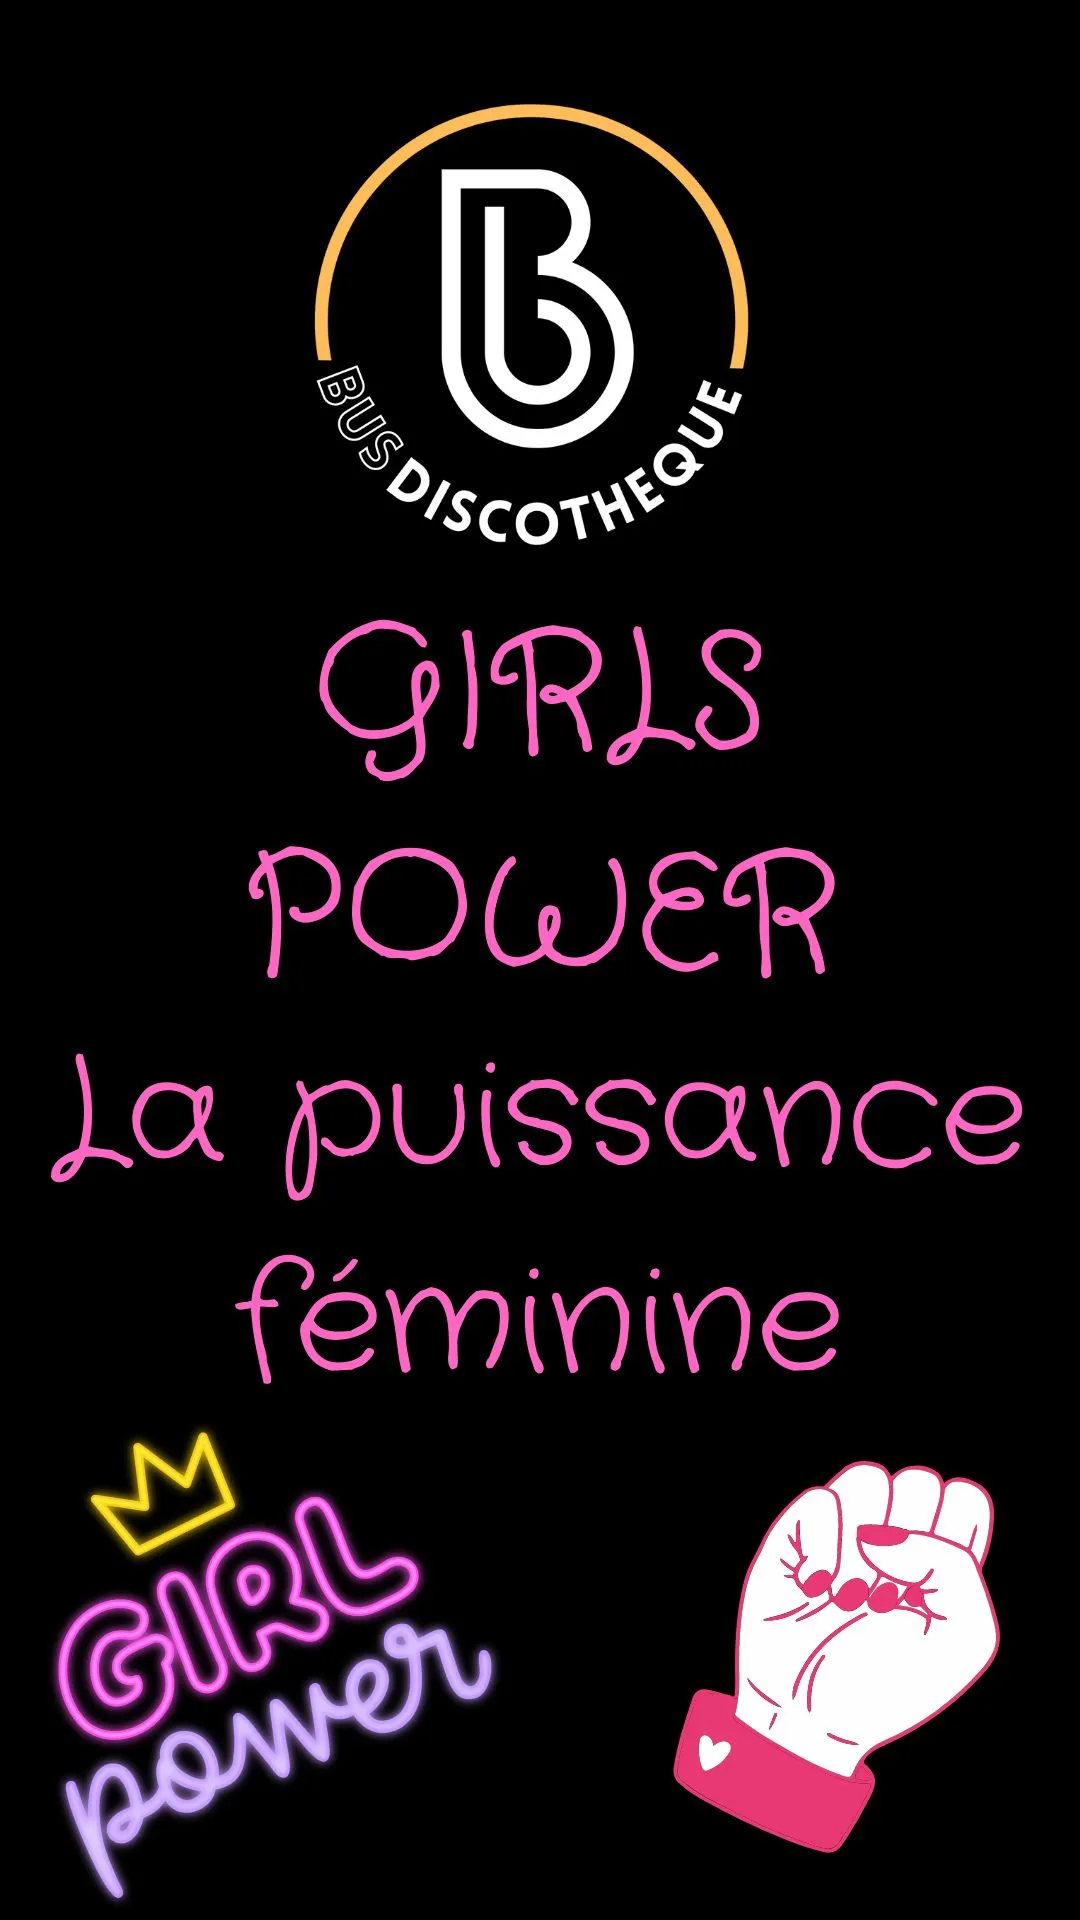 B
BUS DISCOTHEQUE
GIRLS
POWER
La puissance
féminine
GIRL
power